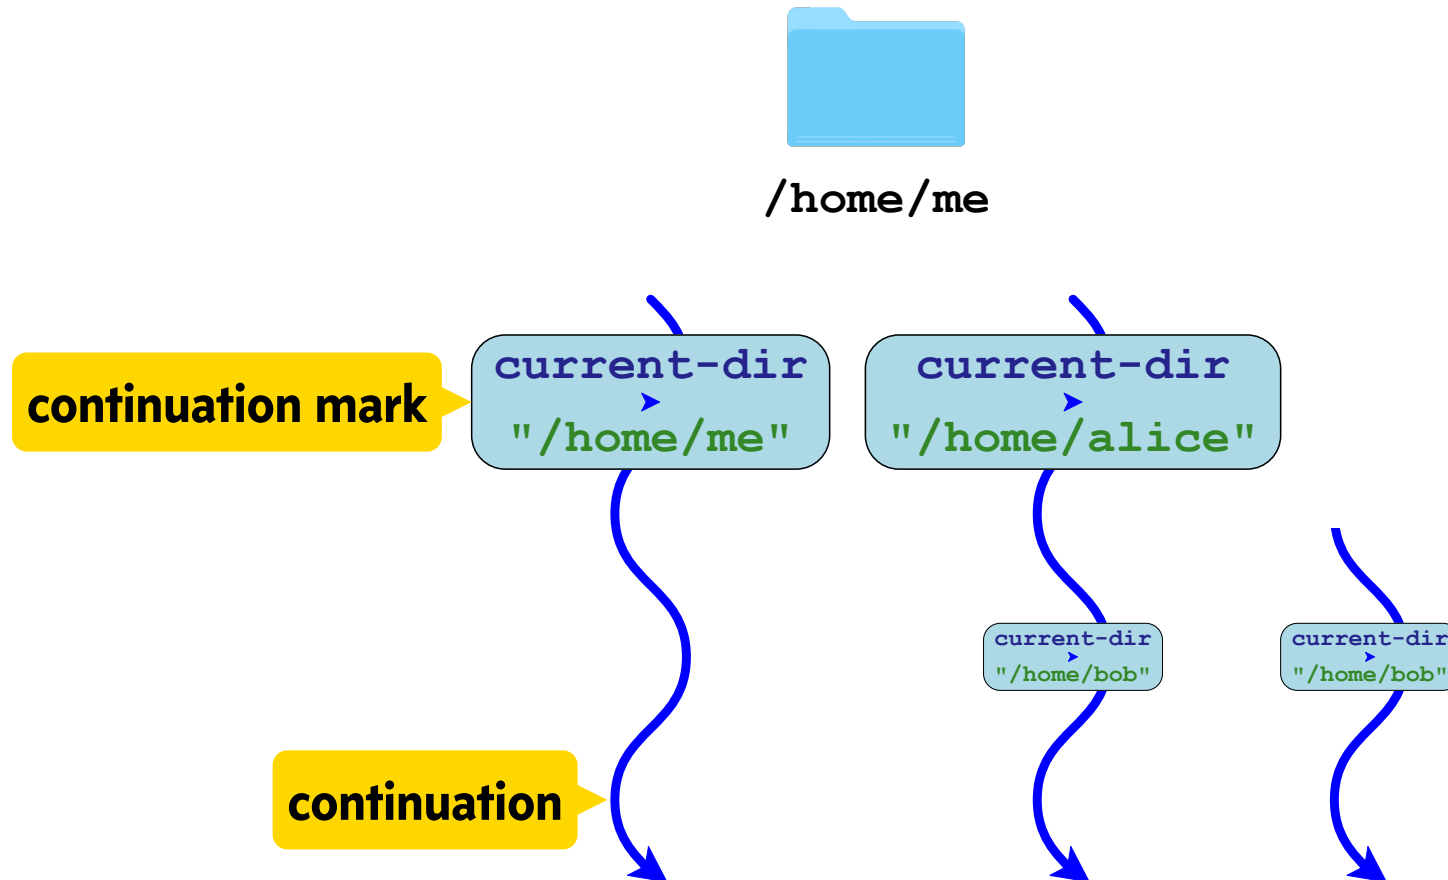 /home/me
continuation mark
current-dir
➤
"/home/me"
current-dir
➤
"/home/alice"
current-dir
➤
"/home/bob"
current-dir
➤
"/home/bob"
continuation